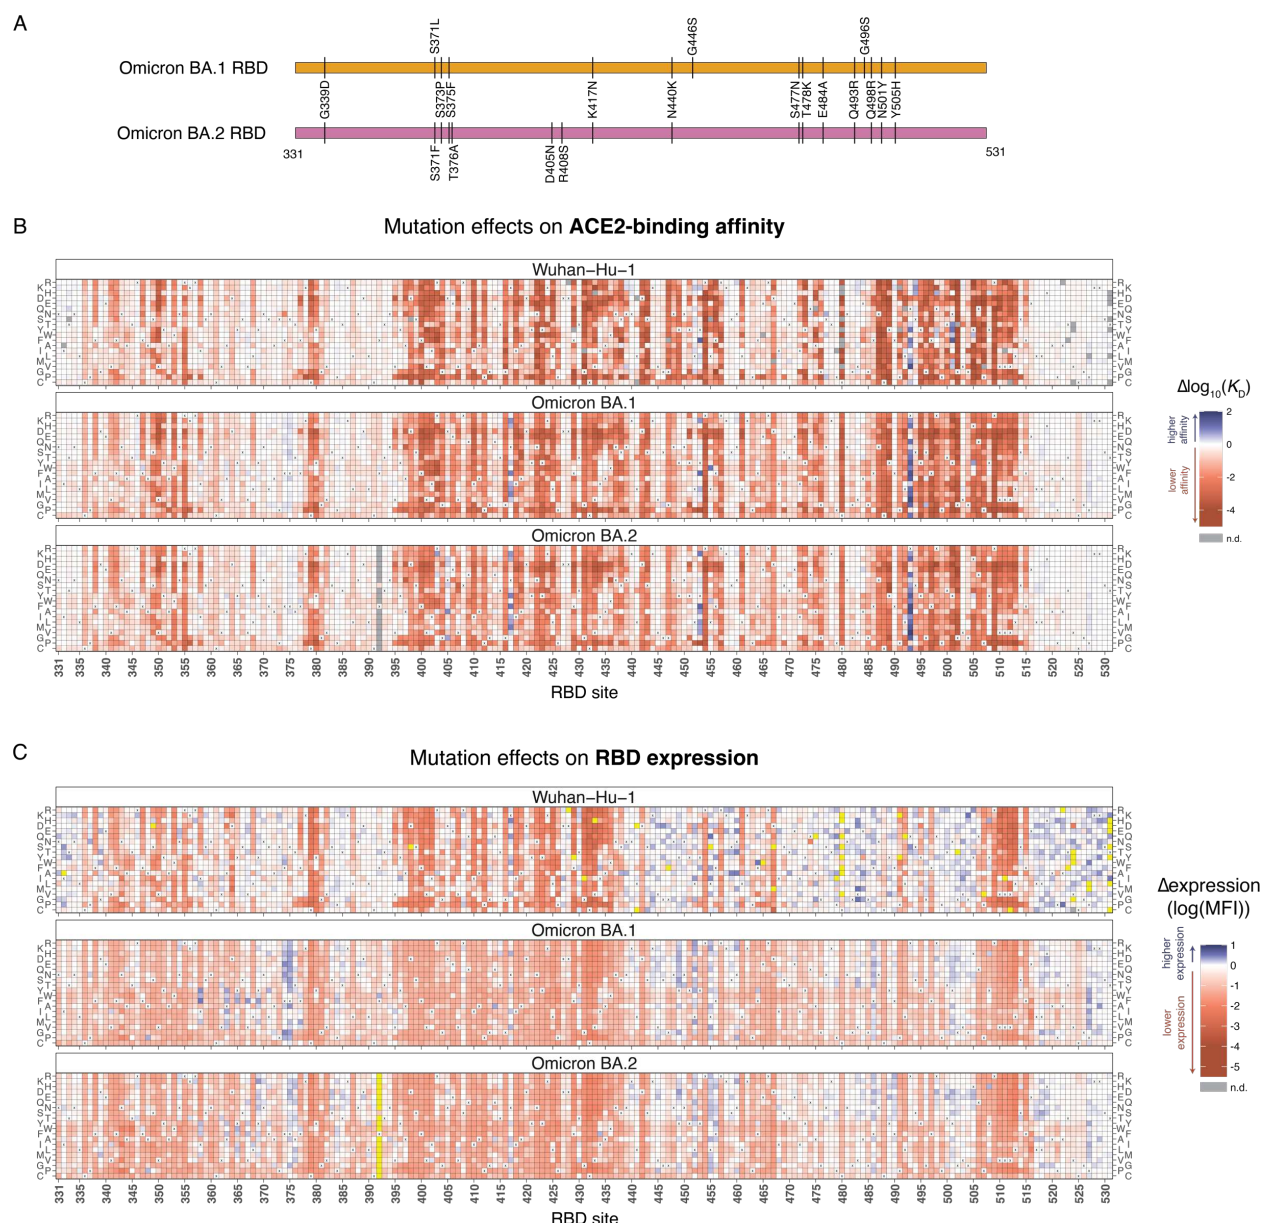 A
Omicron BA.1 RBD
S371L
G446S
G496S
G339D
S373P
S375F
K417N
N440K
S477N
T478K
E484A
Q493R
Q498R
N501Y
Y505H
Omicron BA.2 RBD
331
531
S371F
T376A
D405N
R408S
B
Mutation effects on ACE2-binding affinity
Wuhan−Hu−1
R
K
H
D
E
Q
N
S
T
Y
W
F
A
I
L
M
V
G
P
C
Omicron BA.1
R
K
H
D
E
Q
N
S
T
Y
W
F
A
I
L
M
V
G
P
C
Omicron BA.2
R
K
H
D
E
Q
N
S
T
Y
W
F
A
I
L
M
V
G
P
C
331 335 340 345 350 355 360 365 370 375 380 385 390 395 400 405 410 415 420 425 430 435 440 445 450 455 460 465 470 475 480 485 490 495 500 505 510 515 520 525 530
RBD site
Δlog10(KD)
higher affinity
lower affinity
2
0
-2
-4
n.d.
C
Mutation effects on RBD expression
Wuhan−Hu−1
R
K
H
D
E
Q
N
S
T
Y
W
F
A
I
L
M
V
G
P
C
Omicron BA.1
R
K
H
D
E
Q
N
S
T
Y
W
F
A
I
L
M
V
G
P
C
Omicron BA.2
R
K
H
D
E
Q
N
S
T
Y
W
F
A
I
L
M
V
G
P
C
331 335 340 345 350 355 360 365 370 375 380 385 390 395 400 405 410 415 420 425 430 435 440 445 450 455 460 465 470 475 480 485 490 495 500 505 510 515 520 525 530
RBD site
Δexpression
(log(MFI))
higher expression
lower expression
1
0
-1
-2
-3
-4
-5
n.d.